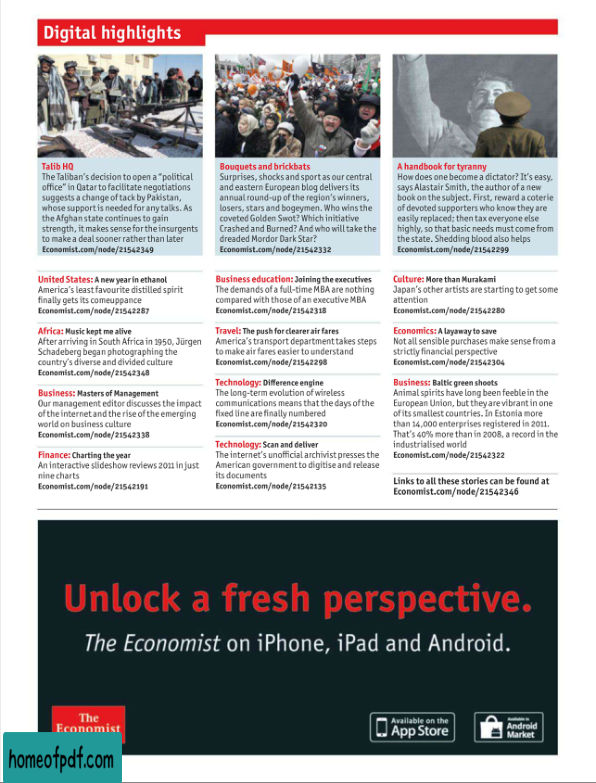 Digital highlights
Talib HQ
The Taliban's decision to open a "political
office" in Qatar to facilitate negotiations
suggests a change of tack by Pakistan,
whose support is needed for any talks. As
the Afghan state continues to gain
strength, it makes sense for the insurgents
to make a deal sooner rather than later
Economist.com/node/21542349
Bouquets and brickbats
Surprises, shocks and sport as our central
and eastern European blog delivers its
annual round-up of the region's winners,
losers, stars and bogeymen. Who wins the
coveted Golden Swot? Which initiative
Crashed and Burned? And who will take the
dreaded Mordor Dark Star?
Economist.com/node/21542332
A handbook for tyranny
How does one become a dictator? It's easy,
says Alastair Smith, the author of a new
book on the subject. First, reward a coterie
of devoted supporters who know they are
easily replaced; then tax everyone else
highly, so that basic needs must come from
the state. Shedding blood also helps
Economist.com/node/21542299
United States: A new year in ethanol
America's least favourite distilled spirit
finally gets its comeuppance
Economist.com/node/21542287
Africa: Music kept me alive
After arriving in South Africa in 1950, Jürgen
Schadeberg began photographing the
country's diverse and divided culture
Economist.com/node/21542348
Business: Masters of Management
Our management editor discusses the impact
of the internet and the rise of the emerging
world on business culture
Economist.com/node/21542338
Finance: Charting the year
An interactive slideshow reviews 2011 in just
nine charts
Economist.com/node/21542191
Business education: Joining the executives
The demands of a full-time MBA are nothing
compared with those of an executive MBA
Economist.com/node/21542318
Travel: The push for clearer air fares
America's transport department takes steps
to make air fares easier to understand
Economist.com/node/21542298
Technology: Difference engine
The long-term evolution of wireless
communications means that the days of the
fixed line are finally numbered
Economist.com/node/21542320
Technology: Scan and deliver
The internet's unofficial archivist presses the
American government to digitise and release
its documents
Economist.com/node/21542135
Culture: More than Murakami
Japan's other artists are starting to get some
attention
Economist.com/node/21542280
Economics: A layaway to save
Not all sensible purchases make sense from a
strictly financial perspective
Economist.com/node/21542304
Business: Baltic green shoots
Animal spirits have long been feeble in the
European Union, but they are vibrant in one
of its smallest countries. In Estonia more
than 14,000 enterprises registered in 2011.
That's 40% more than in 2008, a record in the
industrialised world
Economist.com/node/21542322
Links to all these stories can be found at
Economist.com/node/21542346
Unlock a fresh perspective.
The Economist on iPhone, iPad and Android.
The
Economist
Available on the
App Store
Available in
Android
Market
homeofpdf.com